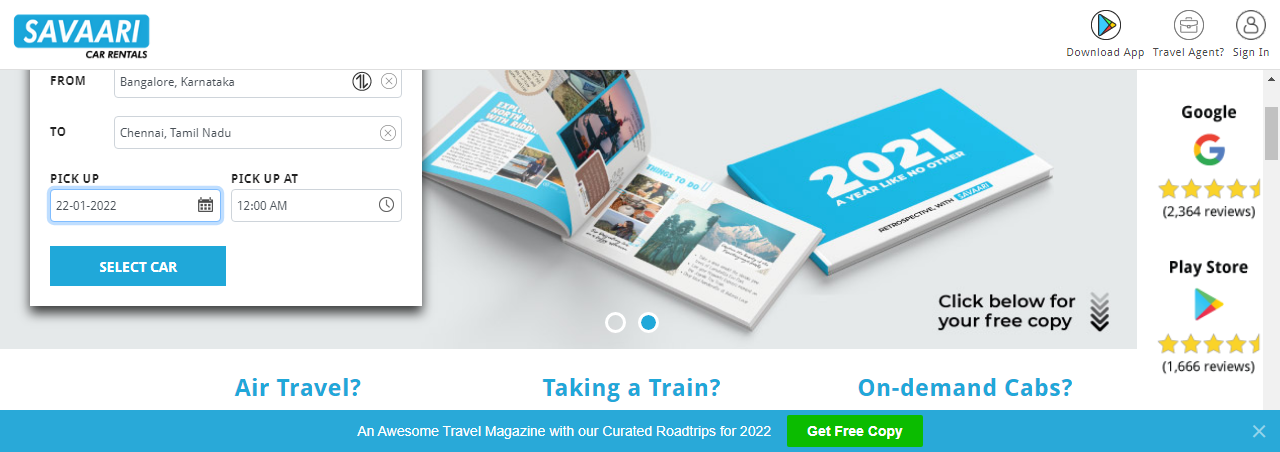 SAVAARI
CAR RENTALS
Download App
Travel Agent?
Sign In
FROM
Bangalore, Karnataka
TO
Chennai, Tamil Nadu
PICK UP
PICK UP AT
22-01-2022
12:00 AM
SELECT CAR
EXPLO
NORTH K
WITH RIDDHI
THINGS TO DO
2021
A YEAR LIKE NO OTHER
RETROSPECTIVE, WITH SAVAARI
Click below for
your free copy
Google
(2,364 reviews)
Play Store
(1,666 reviews)
Air Travel?
Taking a Train?
On-demand Cabs?
An Awesome Travel Magazine with our Curated Roadtrips for 2022
Get Free Copy